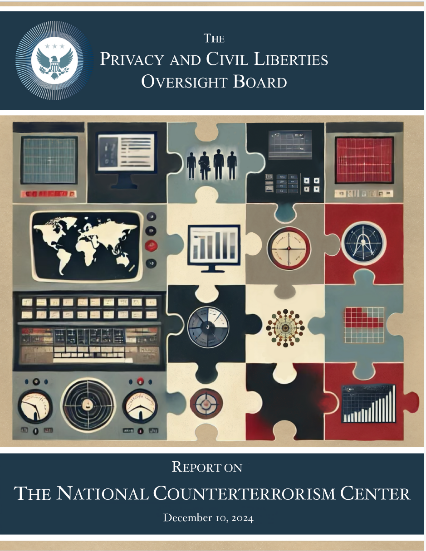 The
Privacy and Civil Liberties
Oversight Board
Report on
The National Counterterrorism Center
December 10, 2024